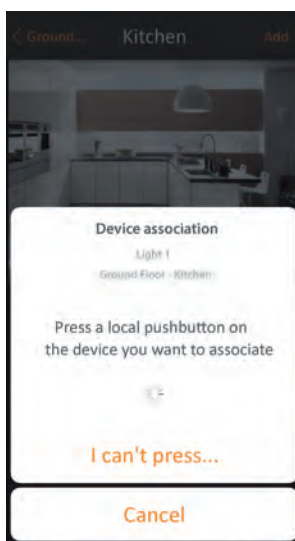 < Ground... Kitchen Add
Device association
Light 1
Ground Floor - Kitchen
Press a local pushbutton on
the device you want to associate
I can't press...
Cancel